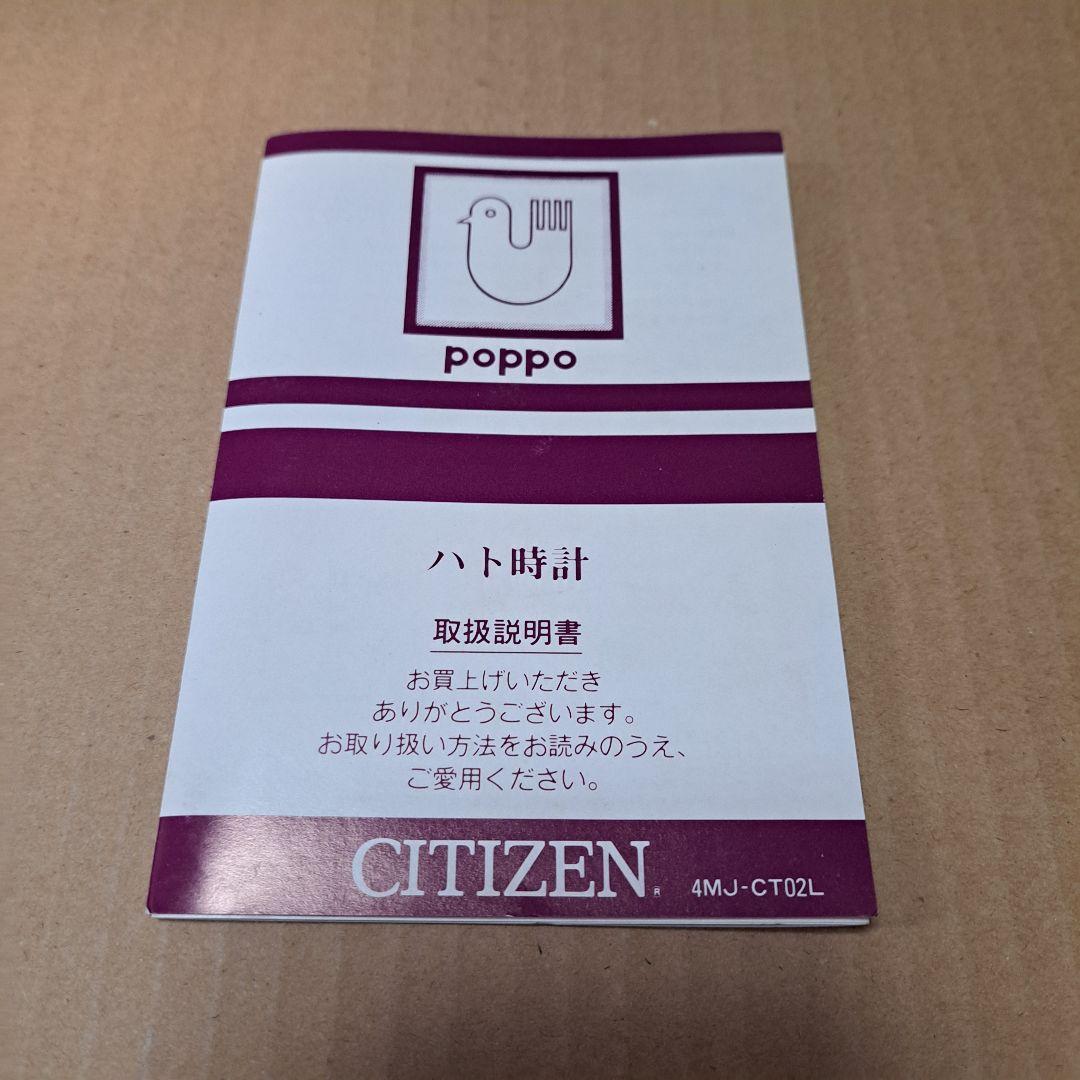 poppo
ハト時計
取扱説明書
お買上げいただき
ありがとうございます。
お取り扱い方法をお読みのうえ、
ご愛用ください。
CITIZEN® 4MJ-CT02L